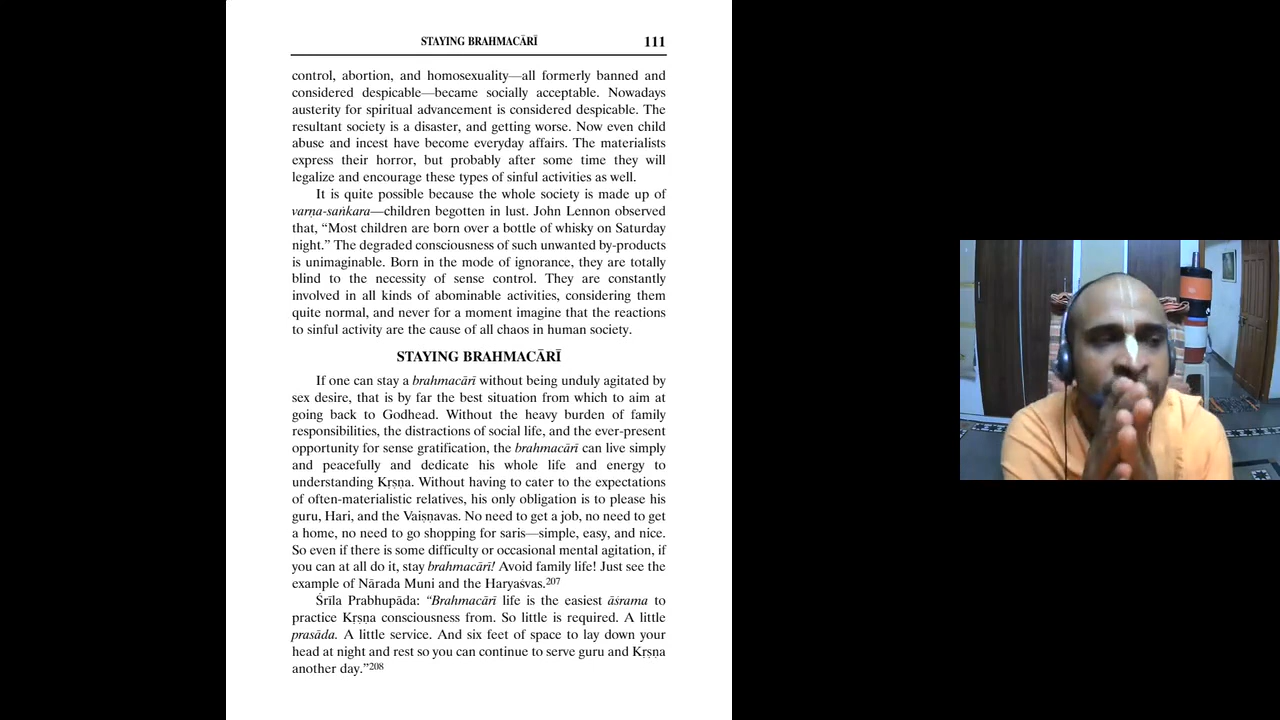 STAYING BRAHMACĀRĪ 111
control, abortion, and homosexuality—all formerly banned and
considered despicable—became socially acceptable. Nowadays
austerity for spiritual advancement is considered despicable. The
resultant society is a disaster, and getting worse. Now even child
abuse and incest have become everyday affairs. The materialists
express their horror, but probably after some time they will
legalize and encourage these types of sinful activities as well.
It is quite possible because the whole society is made up of
varṇa-saṅkara—children begotten in lust. John Lennon observed
that, “Most children are born over a bottle of whisky on Saturday
night.” The degraded consciousness of such unwanted by-products
is unimaginable. Born in the mode of ignorance, they are totally
blind to the necessity of sense control. They are constantly
involved in all kinds of abominable activities, considering them
quite normal, and never for a moment imagine that the reactions
to sinful activity are the cause of all chaos in human society.
STAYING BRAHMACĀRĪ
If one can stay a brahmacārī without being unduly agitated by
sex desire, that is by far the best situation from which to aim at
going back to Godhead. Without the heavy burden of family
responsibilities, the distractions of social life, and the ever-present
opportunity for sense gratification, the brahmacārī can live simply
and peacefully and dedicate his whole life and energy to
understanding Kṛṣṇa. Without having to cater to the expectations
of often-materialistic relatives, his only obligation is to please his
guru, Hari, and the Vaiṣṇavas. No need to get a job, no need to get
a home, no need to go shopping for saris—simple, easy, and nice.
So even if there is some difficulty or occasional mental agitation, if
you can at all do it, stay brahmacārī! Avoid family life! Just see the
example of Nārada Muni and the Haryaśvas.207
Śrīla Prabhupāda: “Brahmacārī life is the easiest āśrama to
practice Kṛṣṇa consciousness from. So little is required. A little
prasāda. A little service. And six feet of space to lay down your
head at night and rest so you can continue to serve guru and Kṛṣṇa
another day.”208